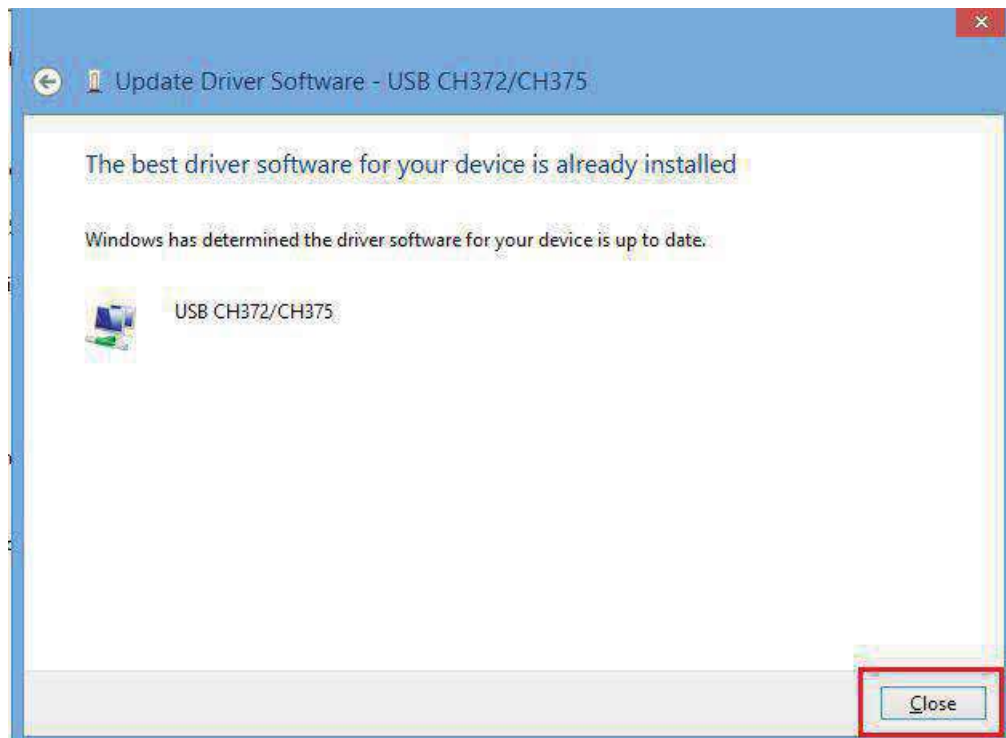 Update Driver Software - USB CH372/CH375
The best driver software for your device is already installed
Windows has determined the driver software for your device is up to date.
USB CH372/CH375
Close